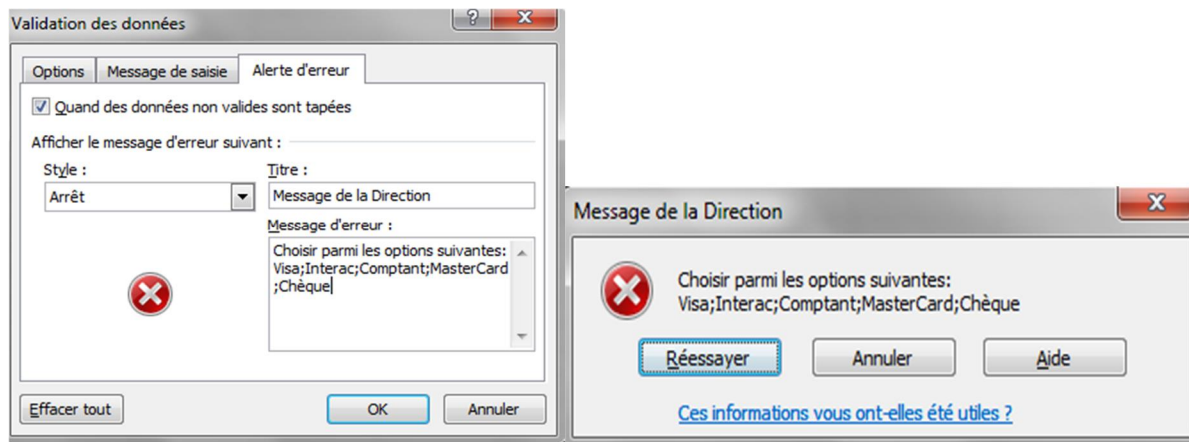 Validation des données
Options Message de saisie Alerte d'erreur
Quand des données non valides sont tapées
Afficher le message d'erreur suivant :
Style : Titre :
Arrêt Message de la Direction
Message d'erreur :
Choisir parmi les options suivantes:
Visa;Interac;Comptant;MasterCard
;Chèque
Effacer tout OK Annuler
Message de la Direction
Choisir parmi les options suivantes:
Visa;Interac;Comptant;MasterCard;Chèque
Réessayer Annuler Aide
Ces informations vous ont-elles été utiles ?